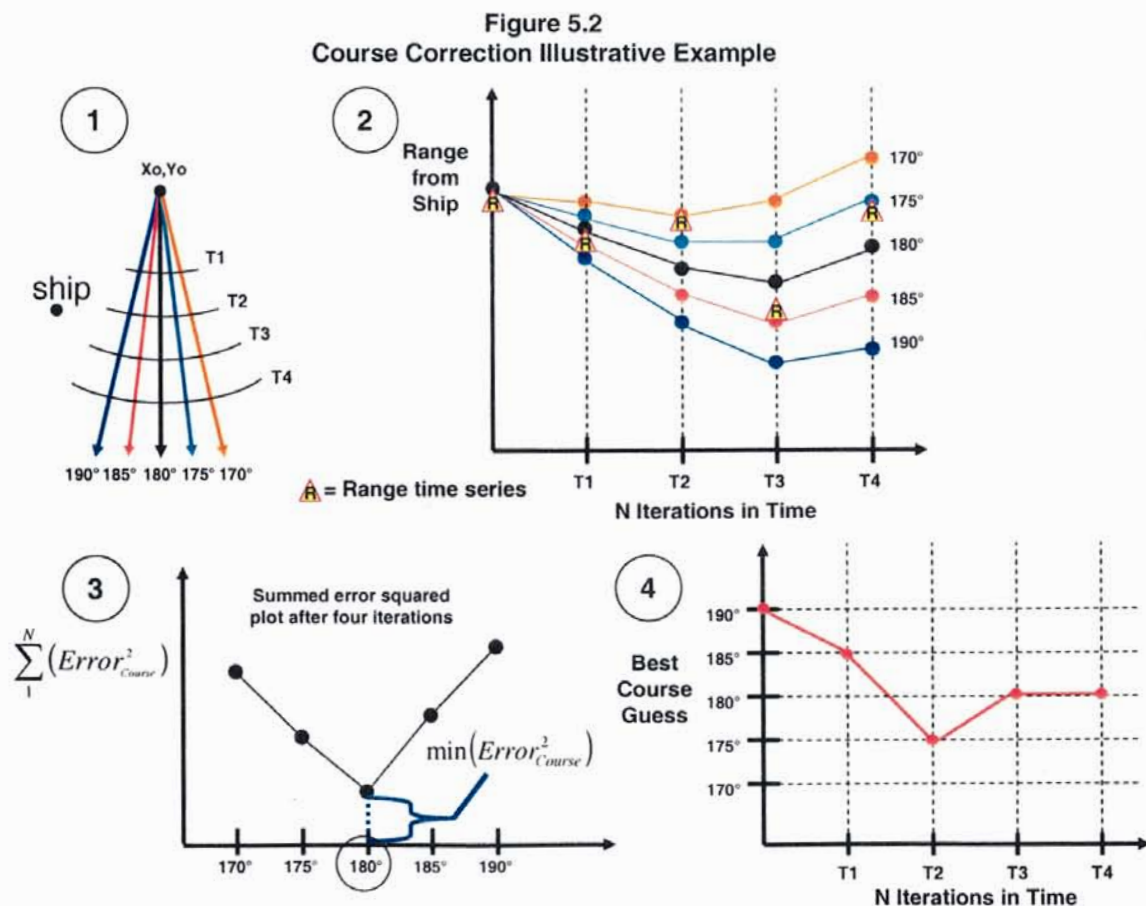 Figure 5.2
Course Correction Illustrative Example
1
Xo,Yo
ship
T1
T2
T3
T4
190° 185° 180° 175° 170°
2
Range
from
Ship
R
R
R
R
R
170°
175°
180°
185°
190°
T1 T2 T3 T4
N Iterations in Time
R = Range time series
3
Summed error squared
plot after four iterations
N
∑ (Error²Course)
1
min(Error²Course)
170° 175° 180° 185° 190°
4
Best
Course
Guess
190°
185°
180°
175°
170°
T1 T2 T3 T4
N Iterations in Time